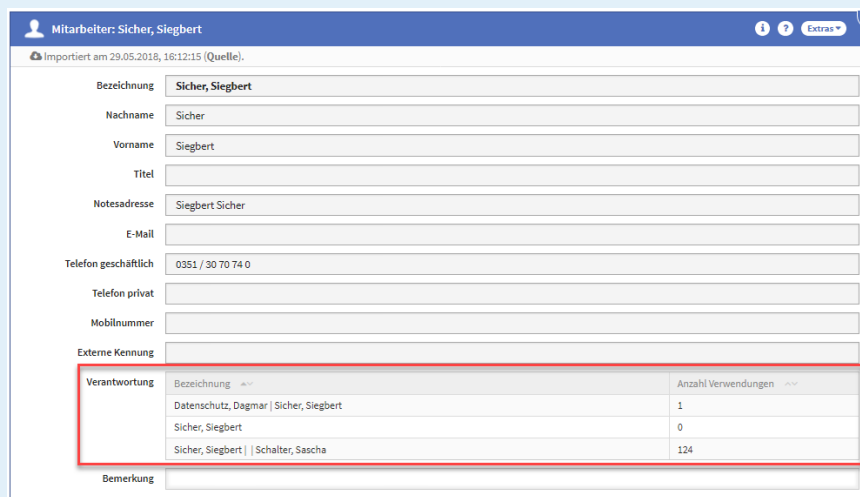 Mitarbeiter: Sicher, Siegbert
i ? Extras
Importiert am 29.05.2018, 16:12:15 (Quelle).
Bezeichnung Sicher, Siegbert
Nachname Sicher
Vorname Siegbert
Titel
Notesadresse Siegbert Sicher
E-Mail
Telefon geschäftlich 0351 / 30 70 74 0
Telefon privat
Mobilnummer
Externe Kennung
Verantwortung Bezeichnung Anzahl Verwendungen
Datenschutz, Dagmar | Sicher, Siegbert 1
Sicher, Siegbert 0
Sicher, Siegbert | | Schalter, Sascha 124
Bemerkung